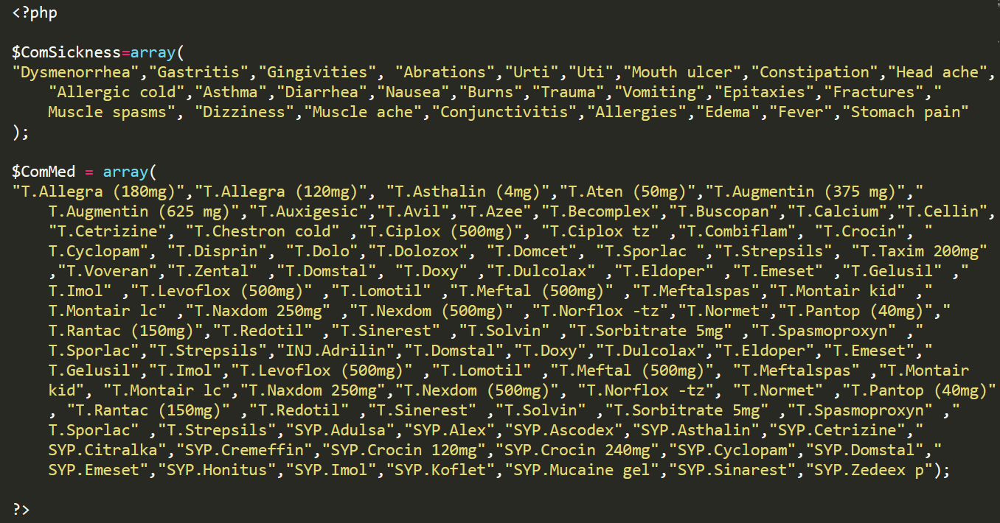 <?php
$ComSickness=array(
"Dysmenorrhea","Gastritis","Gingivities", "Abrations","Urti","Uti","Mouth ulcer","Constipation","Head ache",
"Allergic cold","Asthma","Diarrhea","Nausea","Burns","Trauma","Vomiting","Epitaxies","Fractures","
Muscle spasms", "Dizziness","Muscle ache","Conjunctivitis","Allergies","Edema","Fever","Stomach pain"
);
$ComMed = array(
"T.Allegra (180mg)","T.Allegra (120mg)", "T.Asthalin (4mg)","T.Aten (50mg)","T.Augmentin (375 mg)","
T.Augmentin (625 mg)","T.Auxigesic","T.Avil","T.Azee","T.Becomplex","T.Buscopan","T.Calcium","T.Cellin",
"T.Cetrizine", "T.Chestron cold" ,"T.Ciplox (500mg)", "T.Ciplox tz" ,"T.Combiflam", "T.Crocin", "
T.Cyclopam", "T.Disprin", "T.Dolo","T.Dolozox", "T.Domcet", "T.Sporlac ","T.Strepsils", "T.Taxim 200mg"
,"T.Voveran","T.Zental" ,"T.Domstal", "T.Doxy" ,"T.Dulcolax" ,"T.Eldoper" ,"T.Emeset" ,"T.Gelusil" ,"
T.Imol" ,"T.Levoflox (500mg)" ,"T.Lomotil" ,"T.Meftal (500mg)" ,"T.Meftalspas","T.Montair kid" ,"
T.Montair lc" ,"T.Naxdom 250mg" ,"T.Nexdom (500mg)" ,"T.Norflox -tz","T.Normet","T.Pantop (40mg)","
T.Rantac (150mg)","T.Redotil" ,"T.Sinerest" ,"T.Solvin" ,"T.Sorbitrate 5mg" ,"T.Spasmoproxyn" ,"
T.Sporlac","T.Strepsils","INJ.Adrilin","T.Domstal","T.Doxy","T.Dulcolax","T.Eldoper","T.Emeset","
T.Gelusil","T.Imol","T.Levoflox (500mg)" ,"T.Lomotil" ,"T.Meftal (500mg)", "T.Meftalspas" ,"T.Montair
kid", "T.Montair lc","T.Naxdom 250mg","T.Nexdom (500mg)", "T.Norflox -tz", "T.Normet" ,"T.Pantop (40mg)"
, "T.Rantac (150mg)" ,"T.Redotil" ,"T.Sinerest" ,"T.Solvin" ,"T.Sorbitrate 5mg" ,"T.Spasmoproxyn" ,"
T.Sporlac" ,"T.Strepsils","SYP.Adulsa","SYP.Alex","SYP.Ascodex","SYP.Asthalin","SYP.Cetrizine","
SYP.Citralka","SYP.Cremeffin","SYP.Crocin 120mg","SYP.Crocin 240mg","SYP.Cyclopam","SYP.Domstal","
SYP.Emeset","SYP.Honitus","SYP.Imol","SYP.Koflet","SYP.Mucaine gel","SYP.Sinarest","SYP.Zedeex p");
?>